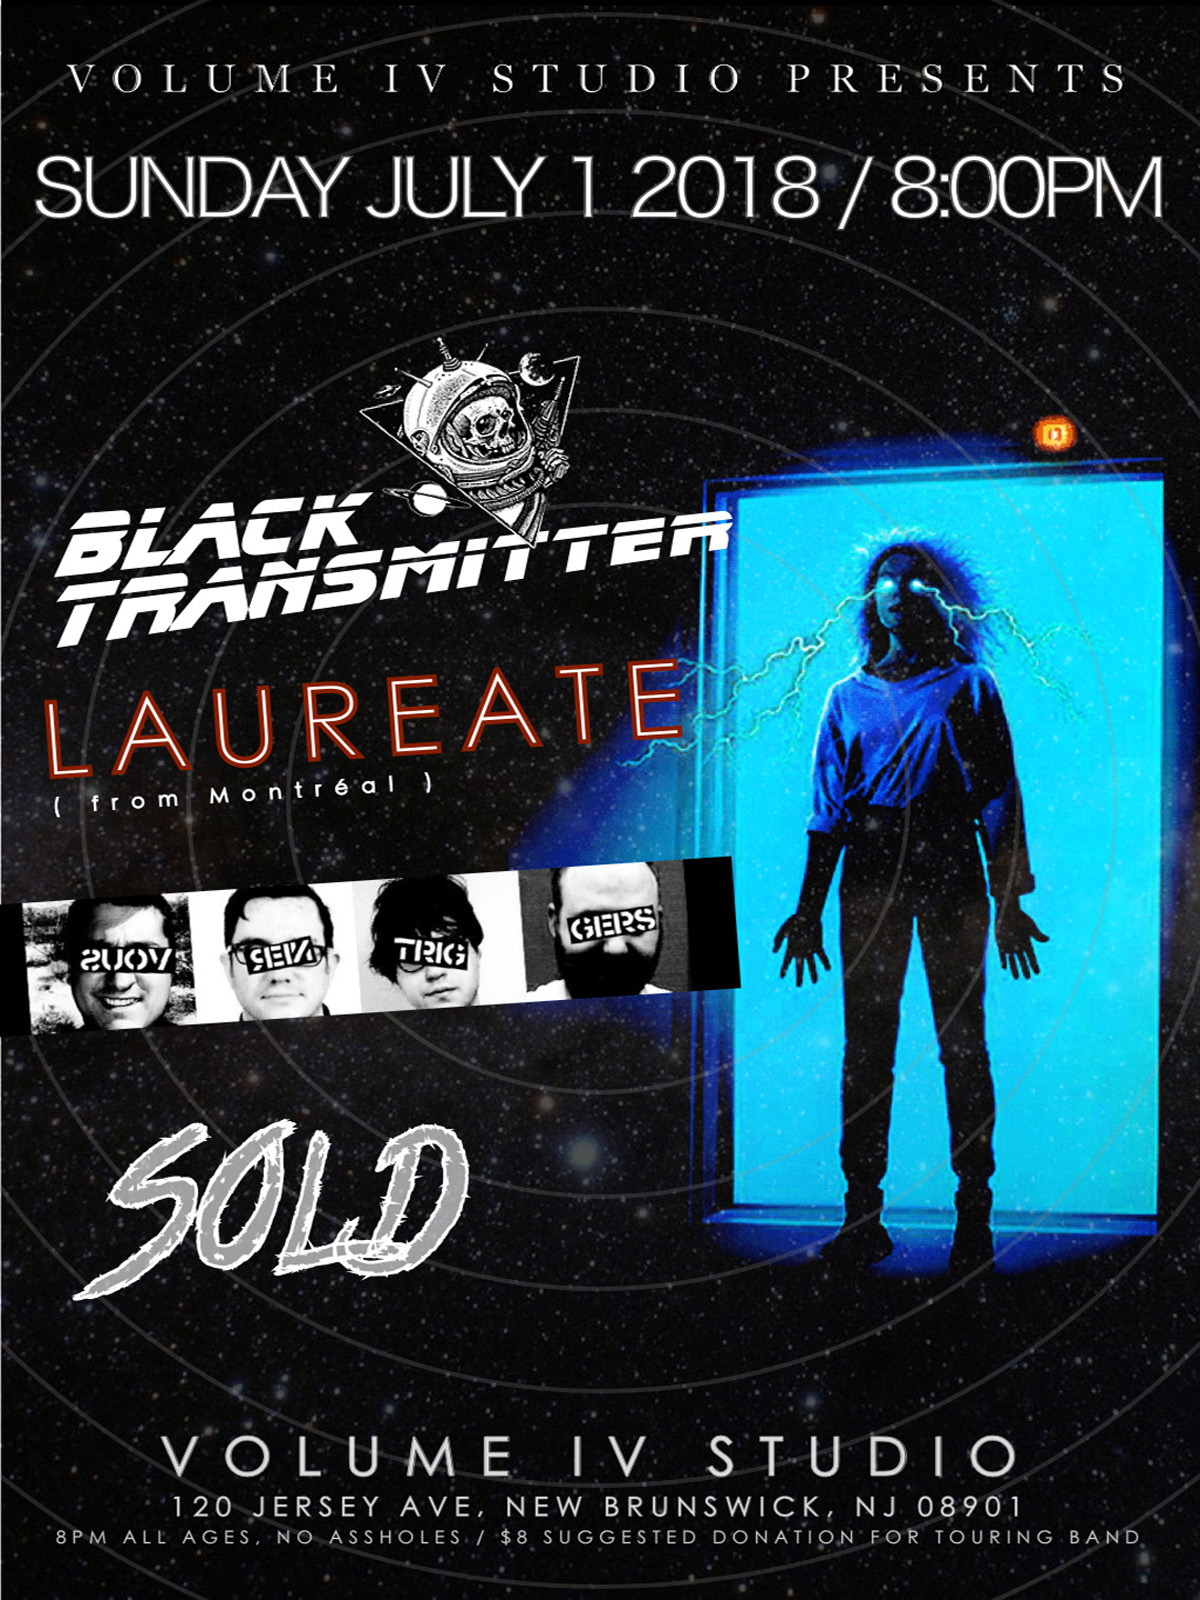 VOLUME IV STUDIO PRESENTS
SUNDAY JULY 1 2018 / 8:00PM
BLACK
TRANSMITTER
LAUREATE
( from Montréal )
VOUS NER TRIG GERS
SOLD
VOLUME IV STUDIO
120 JERSEY AVE, NEW BRUNSWICK, NJ 08901
8PM ALL AGES, NO ASSHOLES / $8 SUGGESTED DONATION FOR TOURING BAND